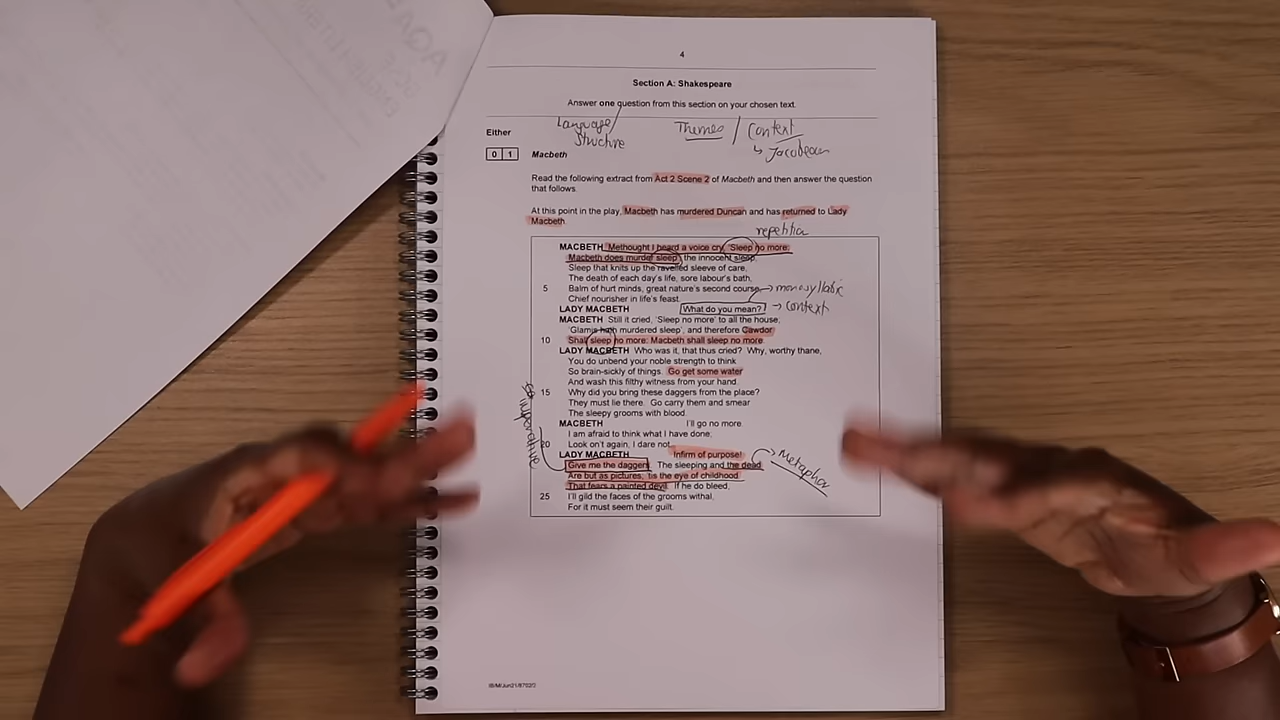 4
Section A: Shakespeare
Answer one question from this section on your chosen text.
Language/
Structure
Themes / Context
↳ Jacobean
Either
0 1 Macbeth
Read the following extract from Act 2 Scene 2 of Macbeth and then answer the question
that follows.
At this point in the play, Macbeth has murdered Duncan and has returned to Lady
Macbeth.
repetition
MACBETH Methought I heard a voice cry, 'Sleep no more:
Macbeth does murder sleep', the innocent sleep,
Sleep that knits up the ravelled sleeve of care,
The death of each day's life, sore labour's bath,
5 Balm of hurt minds, great nature's second course,
→ monosyllabic
Chief nourisher in life's feast.
LADY MACBETH What do you mean?
→ context
MACBETH Still it cried, 'Sleep no more' to all the house;
'Glamis hath murdered sleep', and therefore Cawdor
10 Shall sleep no more: Macbeth shall sleep no more.
LADY MACBETH Who was it, that thus cried? Why, worthy thane,
You do unbend your noble strength to think
So brain-sickly of things. Go get some water
And wash this filthy witness from your hand.
15 Why did you bring these daggers from the place?
They must lie there. Go carry them and smear
The sleepy grooms with blood.
MACBETH I'll go no more.
I am afraid to think what I have done;
20 Look on't again, I dare not.
imperative
LADY MACBETH Infirm of purpose!
Give me the daggers. The sleeping and the dead
Metaphor
Are but as pictures; 'tis the eye of childhood
That fears a painted devil. If he do bleed,
25 I'll gild the faces of the grooms withal,
For it must seem their guilt.
IB/M/Jun21/8702/2